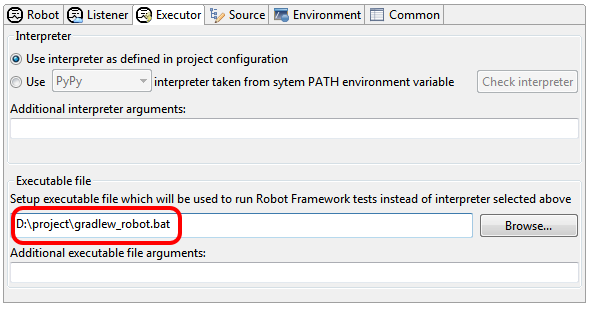 Robot Listener Executor Source Environment Common
Interpreter
Use interpreter as defined in project configuration
Use PyPy interpreter taken from sytem PATH environment variable Check interpreter
Additional interpreter arguments:
Executable file
Setup executable file which will be used to run Robot Framework tests instead of interpreter selected above
D:\project\gradlew_robot.bat Browse...
Additional executable file arguments: